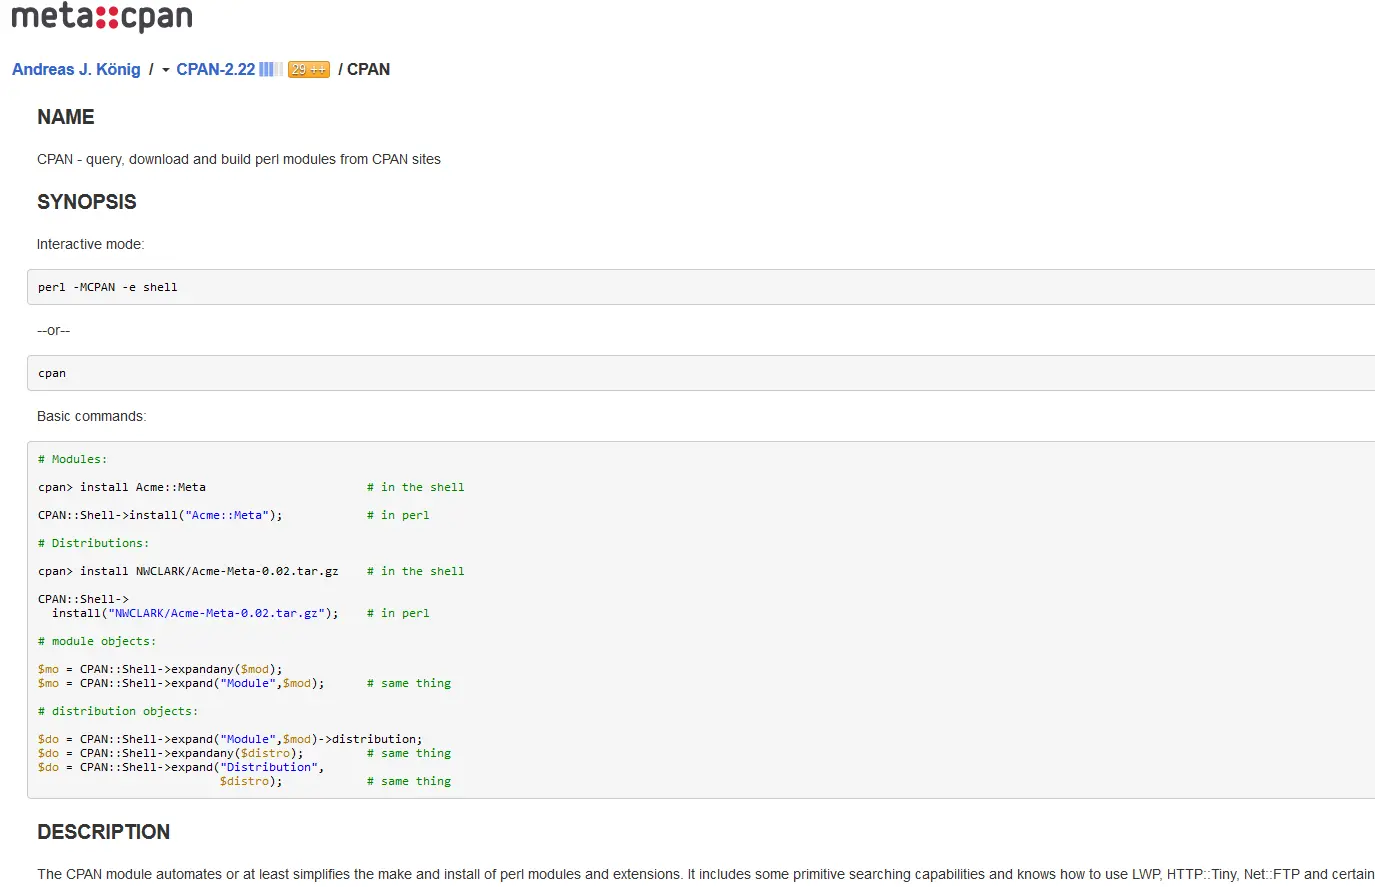 meta::cpan
Andreas J. König / CPAN-2.22 29 ++ / CPAN
NAME
CPAN - query, download and build perl modules from CPAN sites
SYNOPSIS
Interactive mode:
perl -MCPAN -e shell
--or--
cpan
Basic commands:
# Modules:
cpan> install Acme::Meta # in the shell
CPAN::Shell->install("Acme::Meta"); # in perl
# Distributions:
cpan> install NWCLARK/Acme-Meta-0.02.tar.gz # in the shell
CPAN::Shell->
install("NWCLARK/Acme-Meta-0.02.tar.gz"); # in perl
# module objects:
$mo = CPAN::Shell->expandany($mod);
$mo = CPAN::Shell->expand("Module",$mod); # same thing
# distribution objects:
$do = CPAN::Shell->expand("Module",$mod)->distribution;
$do = CPAN::Shell->expandany($distro); # same thing
$do = CPAN::Shell->expand("Distribution",
$distro); # same thing
DESCRIPTION
The CPAN module automates or at least simplifies the make and install of perl modules and extensions. It includes some primitive searching capabilities and knows how to use LWP, HTTP::Tiny, Net::FTP and certain